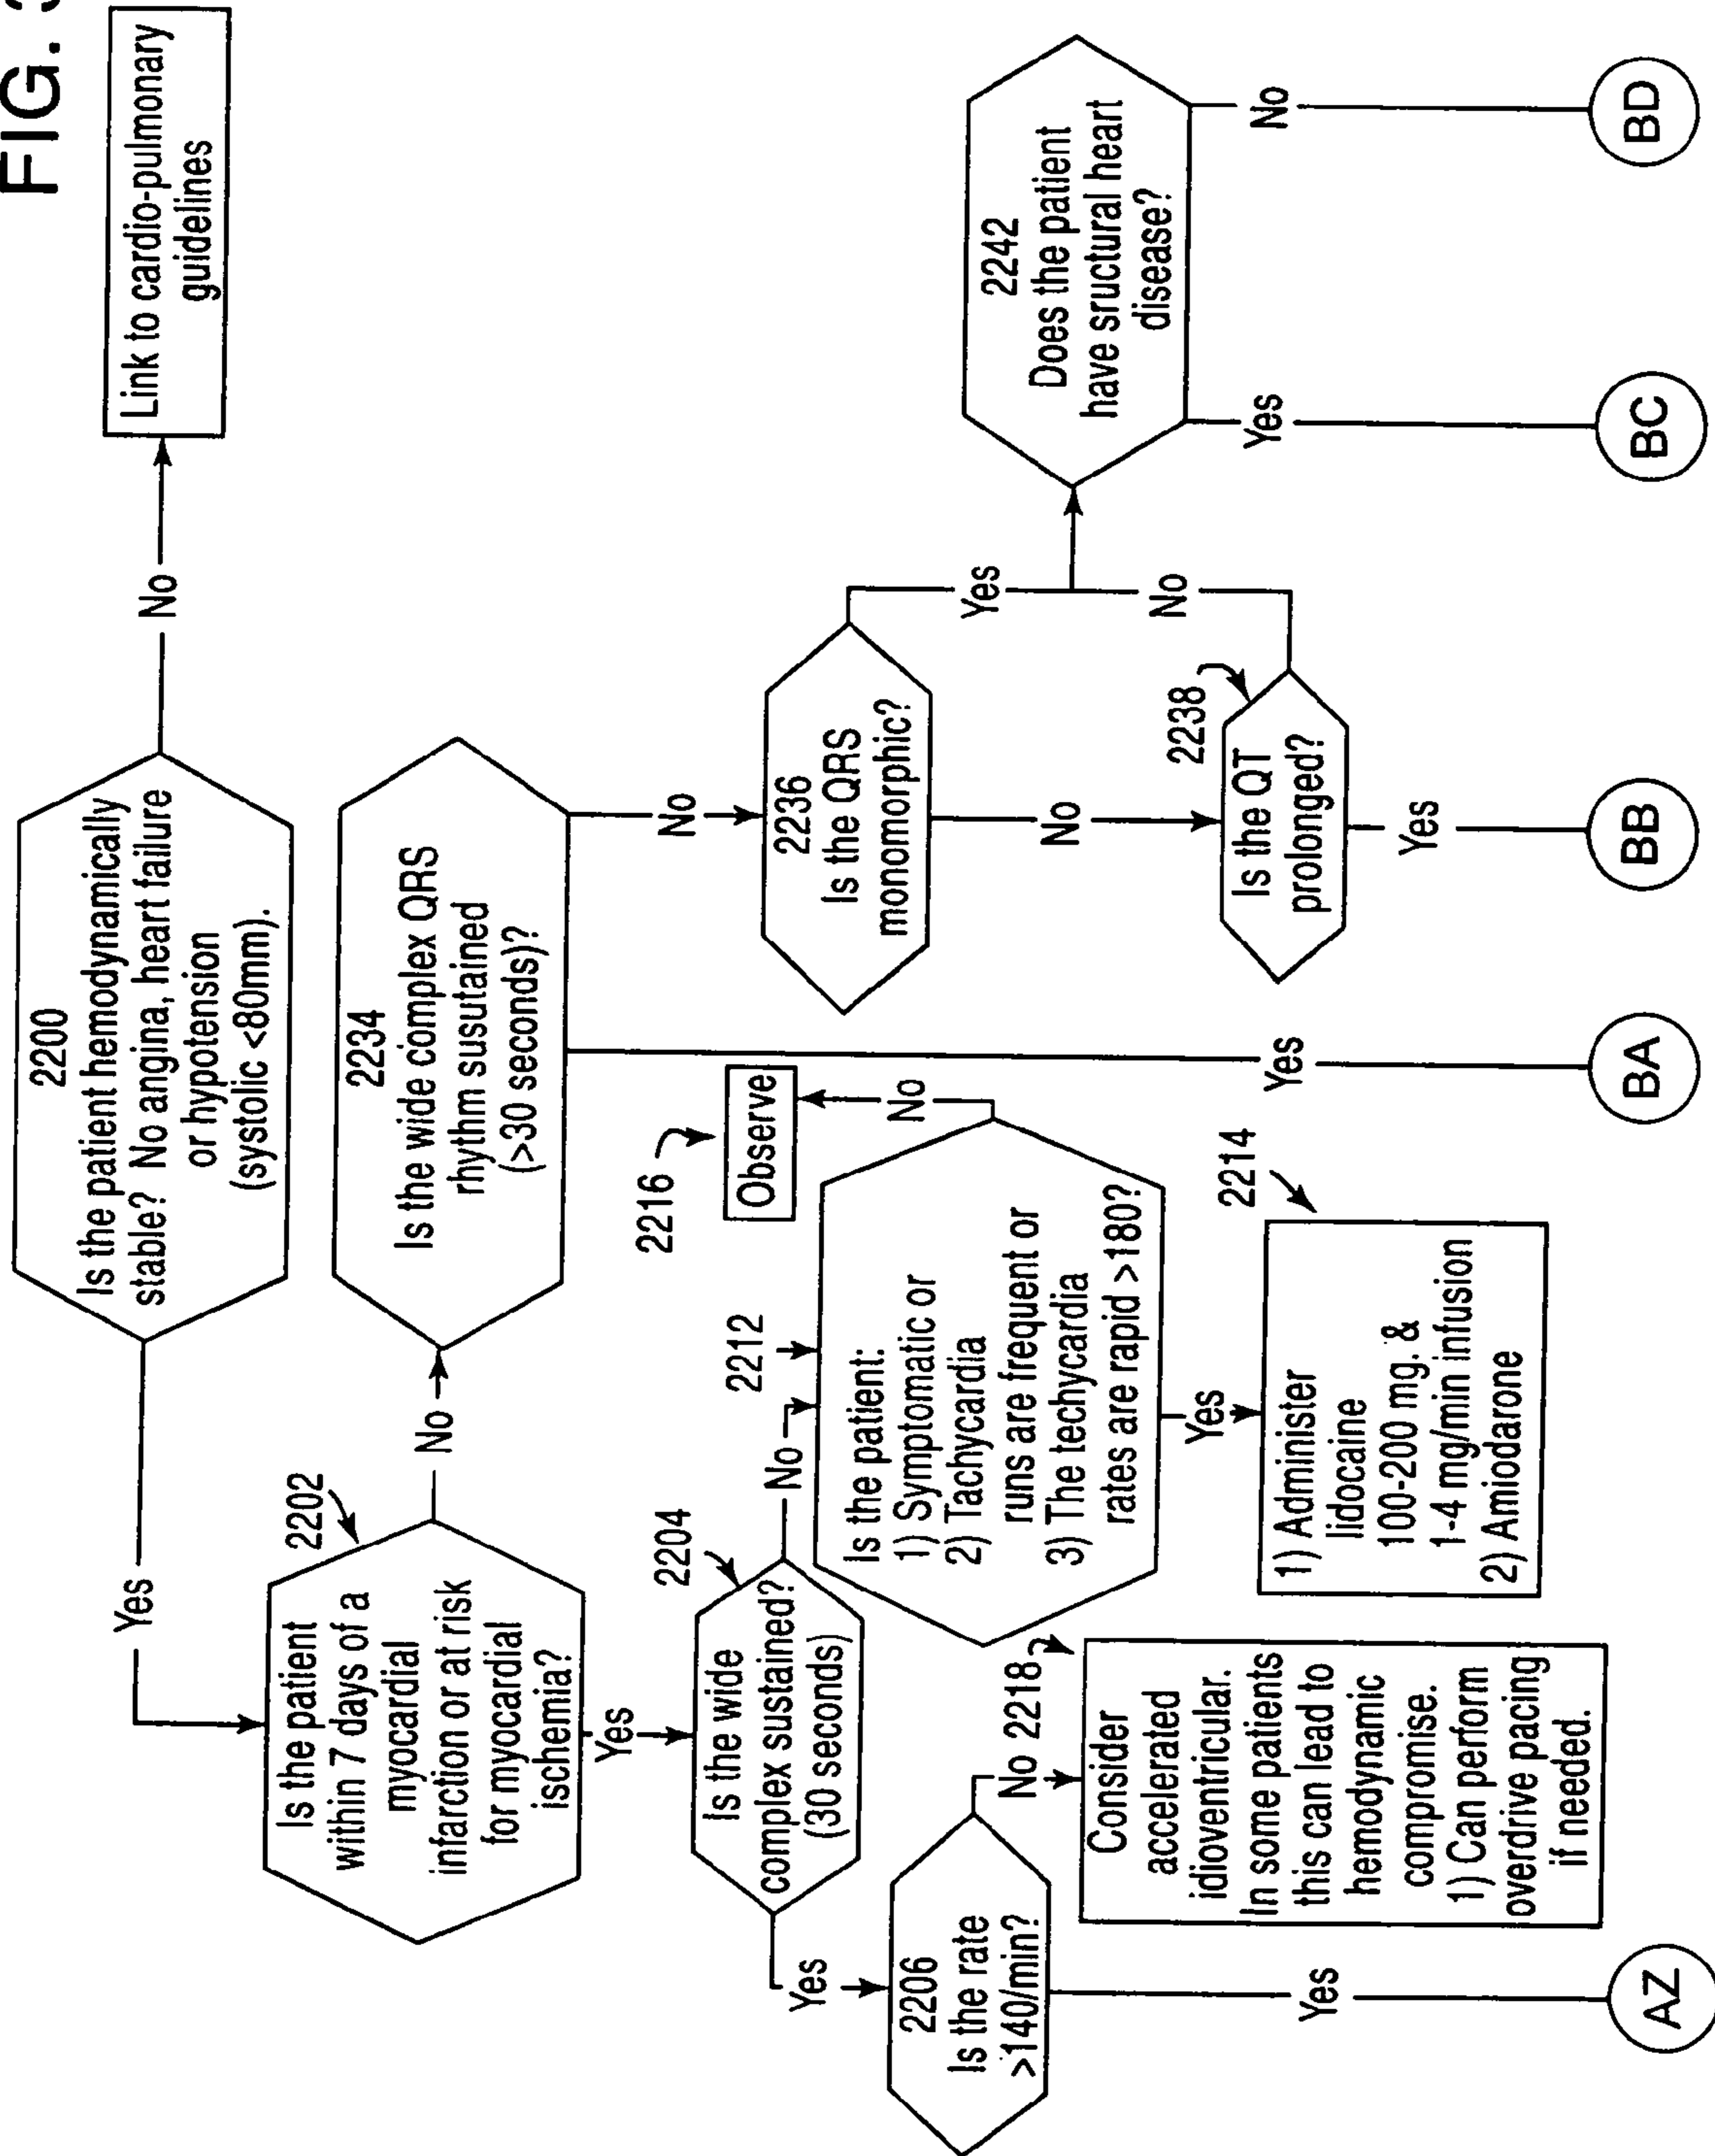 FIG. 3
2200
Is the patient hemodynamically
stable? No angina, heart failure
or hypotension
(systolic <80mm).
No
Link to cardio-pulmonary
guidelines
Yes
2202
Is the patient
within 7 days of a
myocardial
infarction or at risk
for myocardial
ischemia?
No
2234
Is the wide complex QRS
rhythm susutained
(>30 seconds)?
Yes
No
2204
Is the wide
complex sustained?
(30 seconds)
No
2212
Is the patient:
1) Symptomatic or
2) Tachycardia
runs are frequent or
3) The techycardia
rates are rapid >180?
No
2216
Observe
Yes
2214
1) Administer
lidocaine
100-200 mg. &
1-4 mg/min infusion
2) Amiodarone
Yes
2206
Is the rate
>140/min?
No
2218
Consider
accelerated
idioventricular.
In some patients
this can lead to
hemodynamic
compromise.
1) Can perform
overdrive pacing
if needed.
Yes
AZ
Yes
BA
2236
Is the QRS
monomorphic?
Yes
No
2238
Is the QT
prolonged?
No
Yes
BB
2242
Does the patient
have sructural heart
disease?
Yes
BC
No
BD